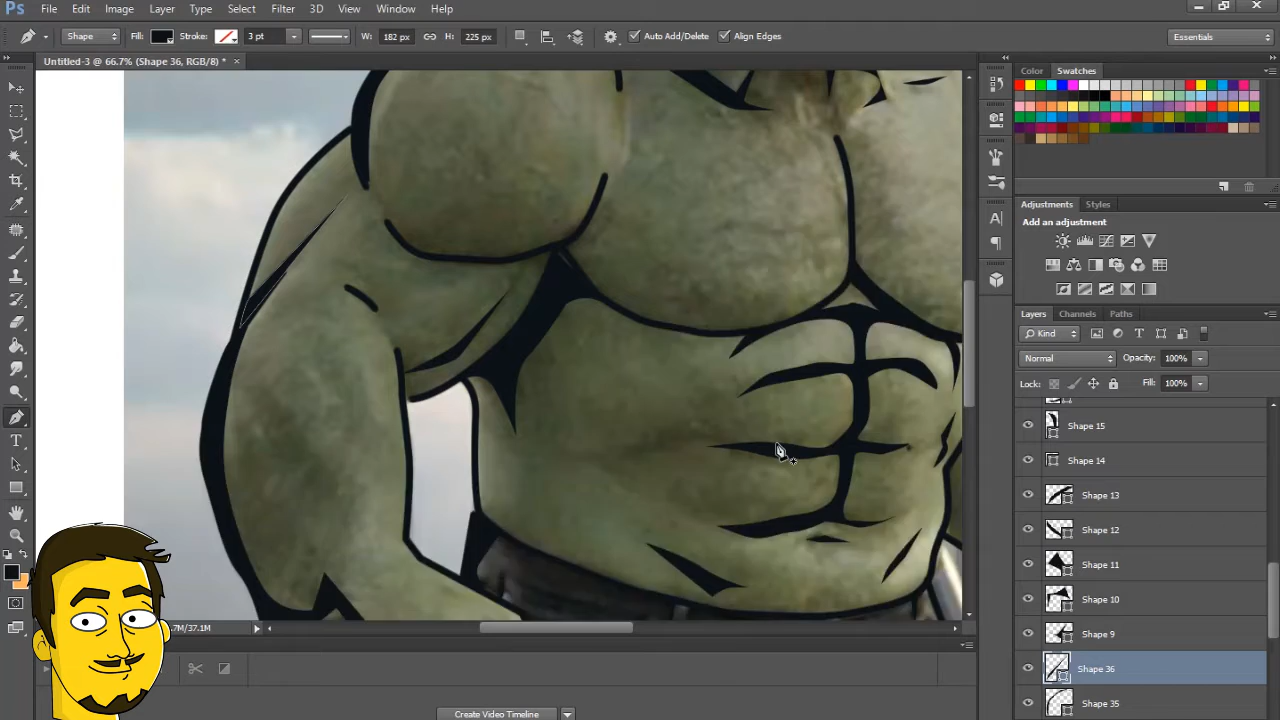 Ps File Edit Image Layer Type Select Filter 3D View Window Help
Shape Fill: Stroke: 3 pt W: 182 px H: 225 px Auto Add/Delete Align Edges Essentials
Untitled-3 @ 66.7% (Shape 36, RGB/8) * ×
Color Swatches
Adjustments Styles
Add an adjustment
Layers Channels Paths
Kind
Normal Opacity: 100%
Lock: Fill: 100%
Shape 15
Shape 14
Shape 13
Shape 12
Shape 11
Shape 10
Shape 9
Shape 36
Shape 35
.7M/37.1M
Create Video Timeline